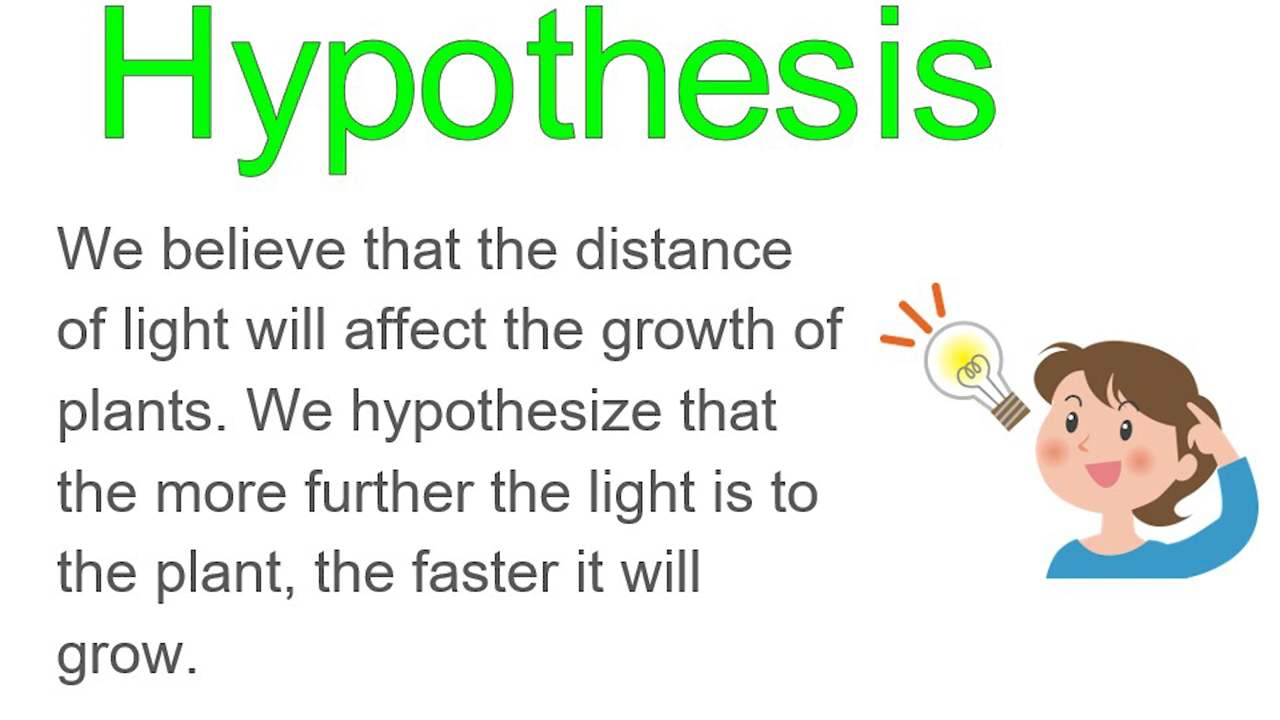 Hypothesis
We believe that the distance
of light will affect the growth of
plants. We hypothesize that
the more further the light is to
the plant, the faster it will
grow.